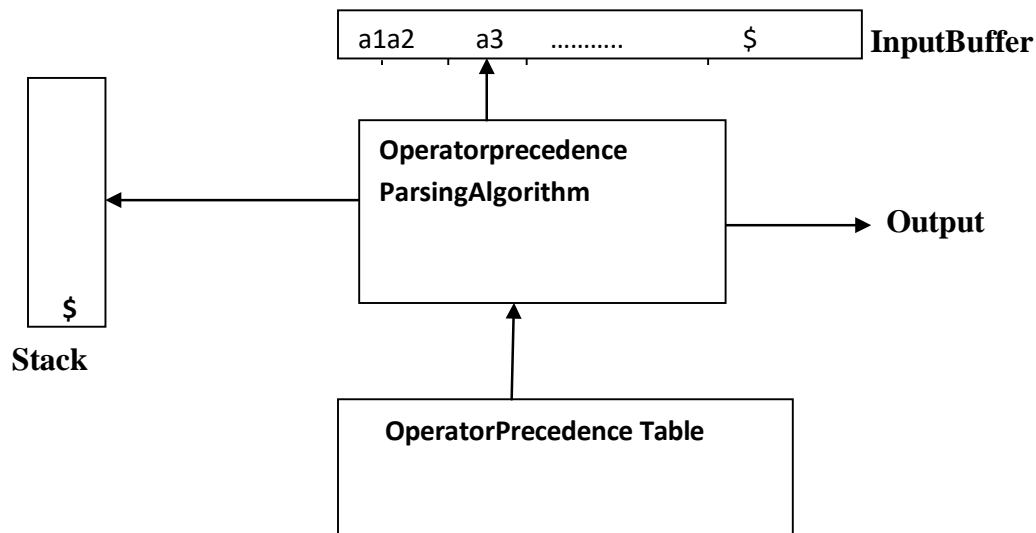 a1a2 a3 ........... $ InputBuffer
Operatorprecedence
ParsingAlgorithm
Output
$
Stack
OperatorPrecedence Table